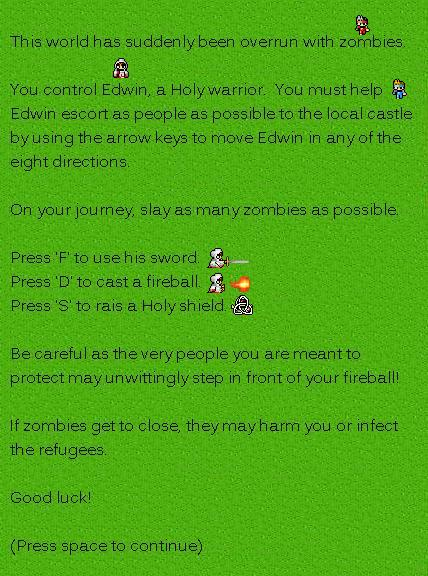 This world has suddenly been overrun with zombies.
You control Edwin, a Holy warrior. You must help
Edwin escort as people as possible to the local castle
by using the arrow keys to move Edwin in any of the
eight directions.
On your journey, slay as many zombies as possible.
Press 'F' to use his sword.
Press 'D' to cast a fireball.
Press 'S' to rais a Holy shield.
Be careful as the very people you are meant to
protect may unwittingly step in front of your fireball!
If zombies get to close, they may harm you or infect
the refugees.
Good luck!
(Press space to continue)